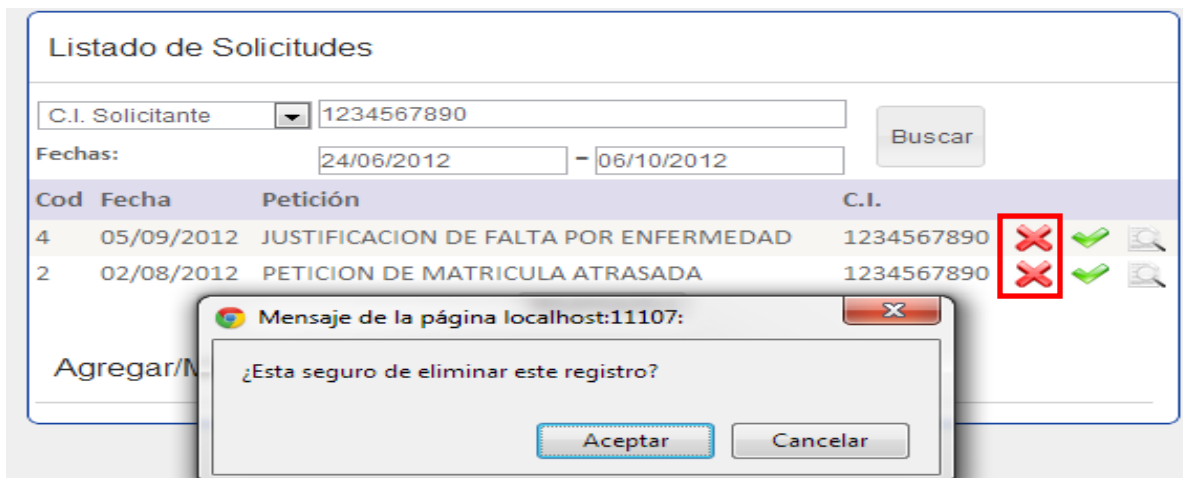 Listado de Solicitudes
C.I. Solicitante 1234567890
Buscar
Fechas: 24/06/2012 - 06/10/2012
Cod Fecha Petición C.I.
4 05/09/2012 JUSTIFICACION DE FALTA POR ENFERMEDAD 1234567890
2 02/08/2012 PETICION DE MATRICULA ATRASADA 1234567890
Mensaje de la página localhost:11107:
Agregar/M
¿Esta seguro de eliminar este registro?
Aceptar Cancelar